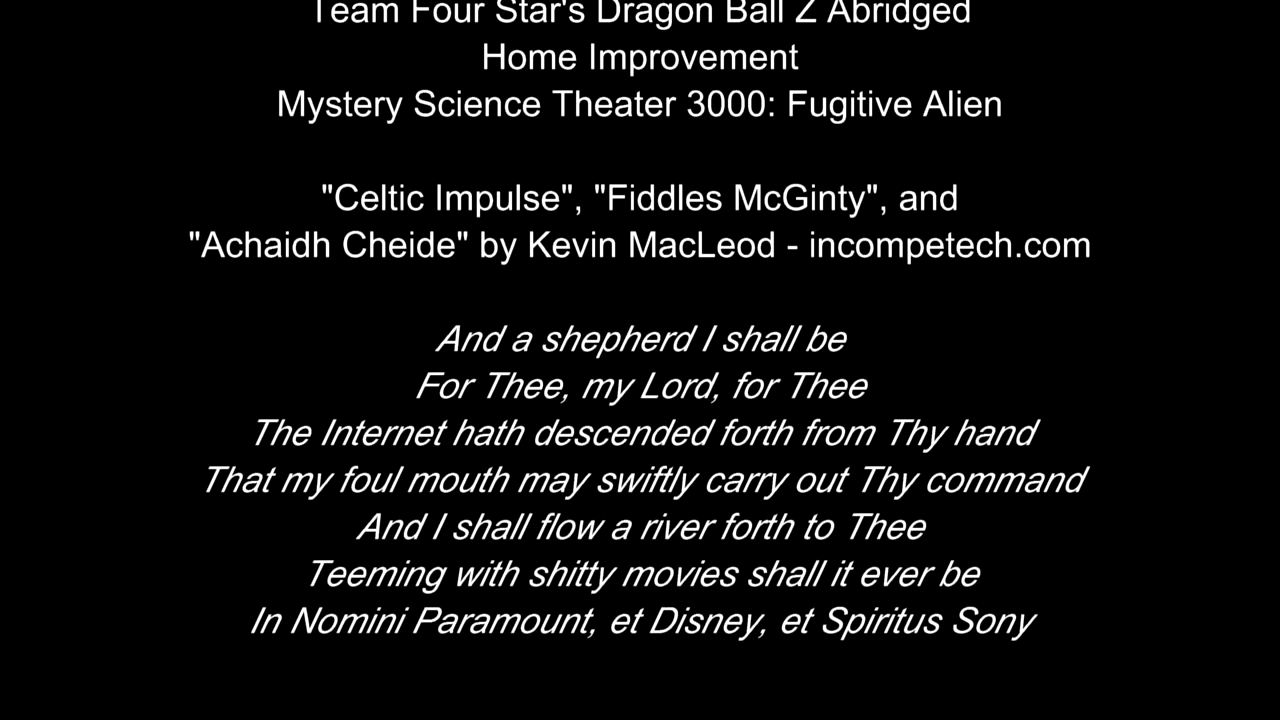 Team Four Star's Dragon Ball Z Abridged
Home Improvement
Mystery Science Theater 3000: Fugitive Alien
"Celtic Impulse", "Fiddles McGinty", and
"Achaidh Cheide" by Kevin MacLeod - incompetech.com
And a shepherd I shall be
For Thee, my Lord, for Thee
The Internet hath descended forth from Thy hand
That my foul mouth may swiftly carry out Thy command
And I shall flow a river forth to Thee
Teeming with shitty movies shall it ever be
In Nomini Paramount, et Disney, et Spiritus Sony